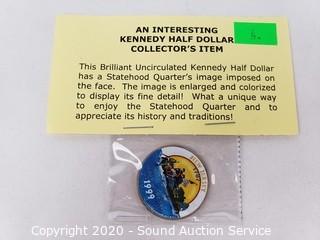 AN INTERESTING
KENNEDY HALF DOLLAR
COLLECTOR'S ITEM
This Brilliant Uncirculated Kennedy Half Dollar
has a Statehood Quarter's image imposed on
the face. The image is enlarged and colorized
to display its fine detail! What a unique way
to enjoy the Statehood Quarter and to
appreciate its history and traditions!
NEW JERSEY
1999
Copyright 2020 - Sound Auction Service